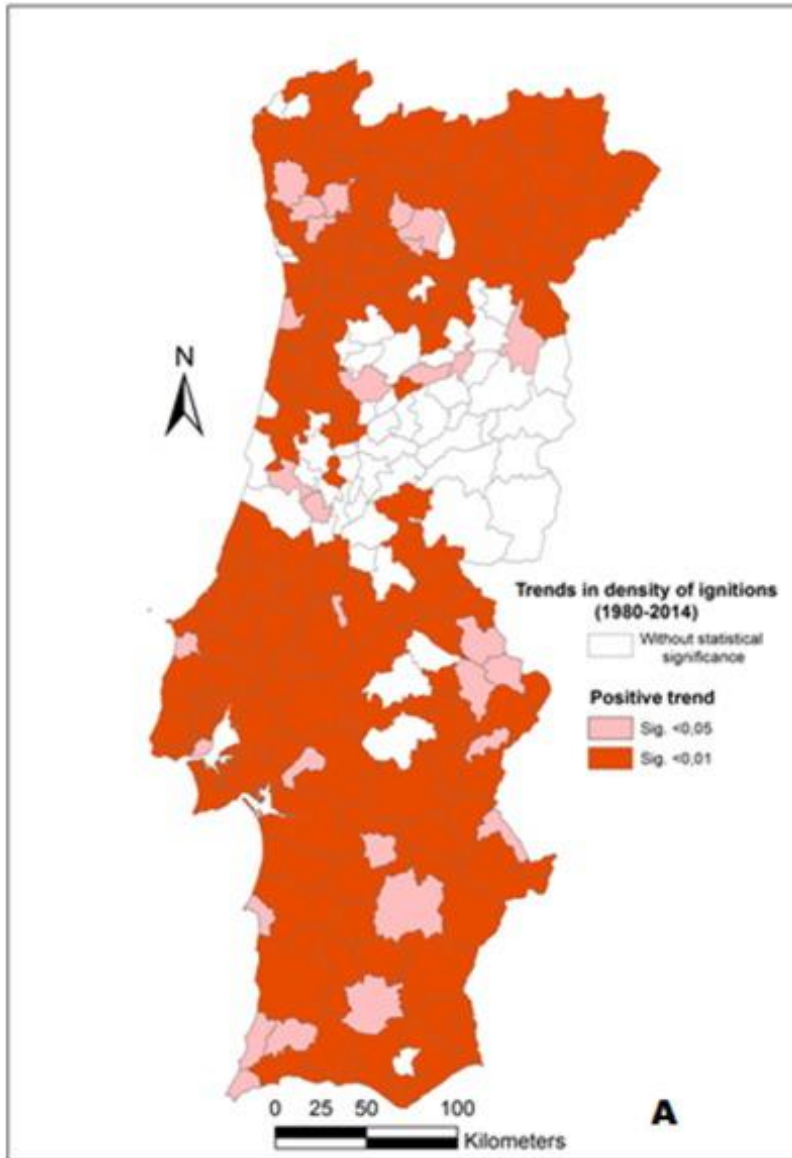 N
Trends in density of ignitions
(1980-2014)
Without statistical
significance
Positive trend
Sig. <0,05
Sig. <0,01
0 25 50 100
Kilometers
A